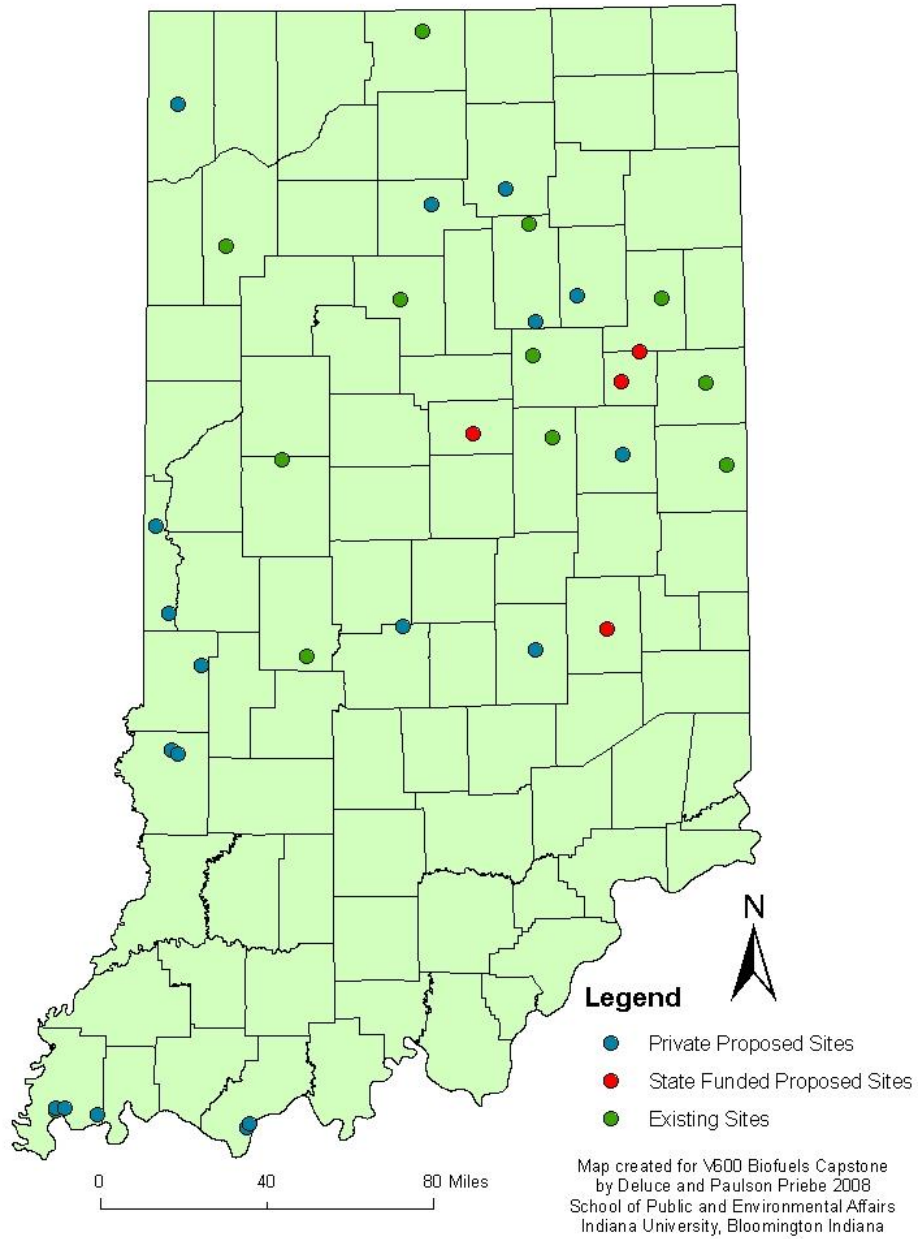 N
Legend
Private Proposed Sites
State Funded Proposed Sites
Existing Sites
0 40 80 Miles
Map created for V600 Biofuels Capstone
by Deluce and Paulson Priebe 2008
School of Public and Environmental Affairs
Indiana University, Bloomington Indiana